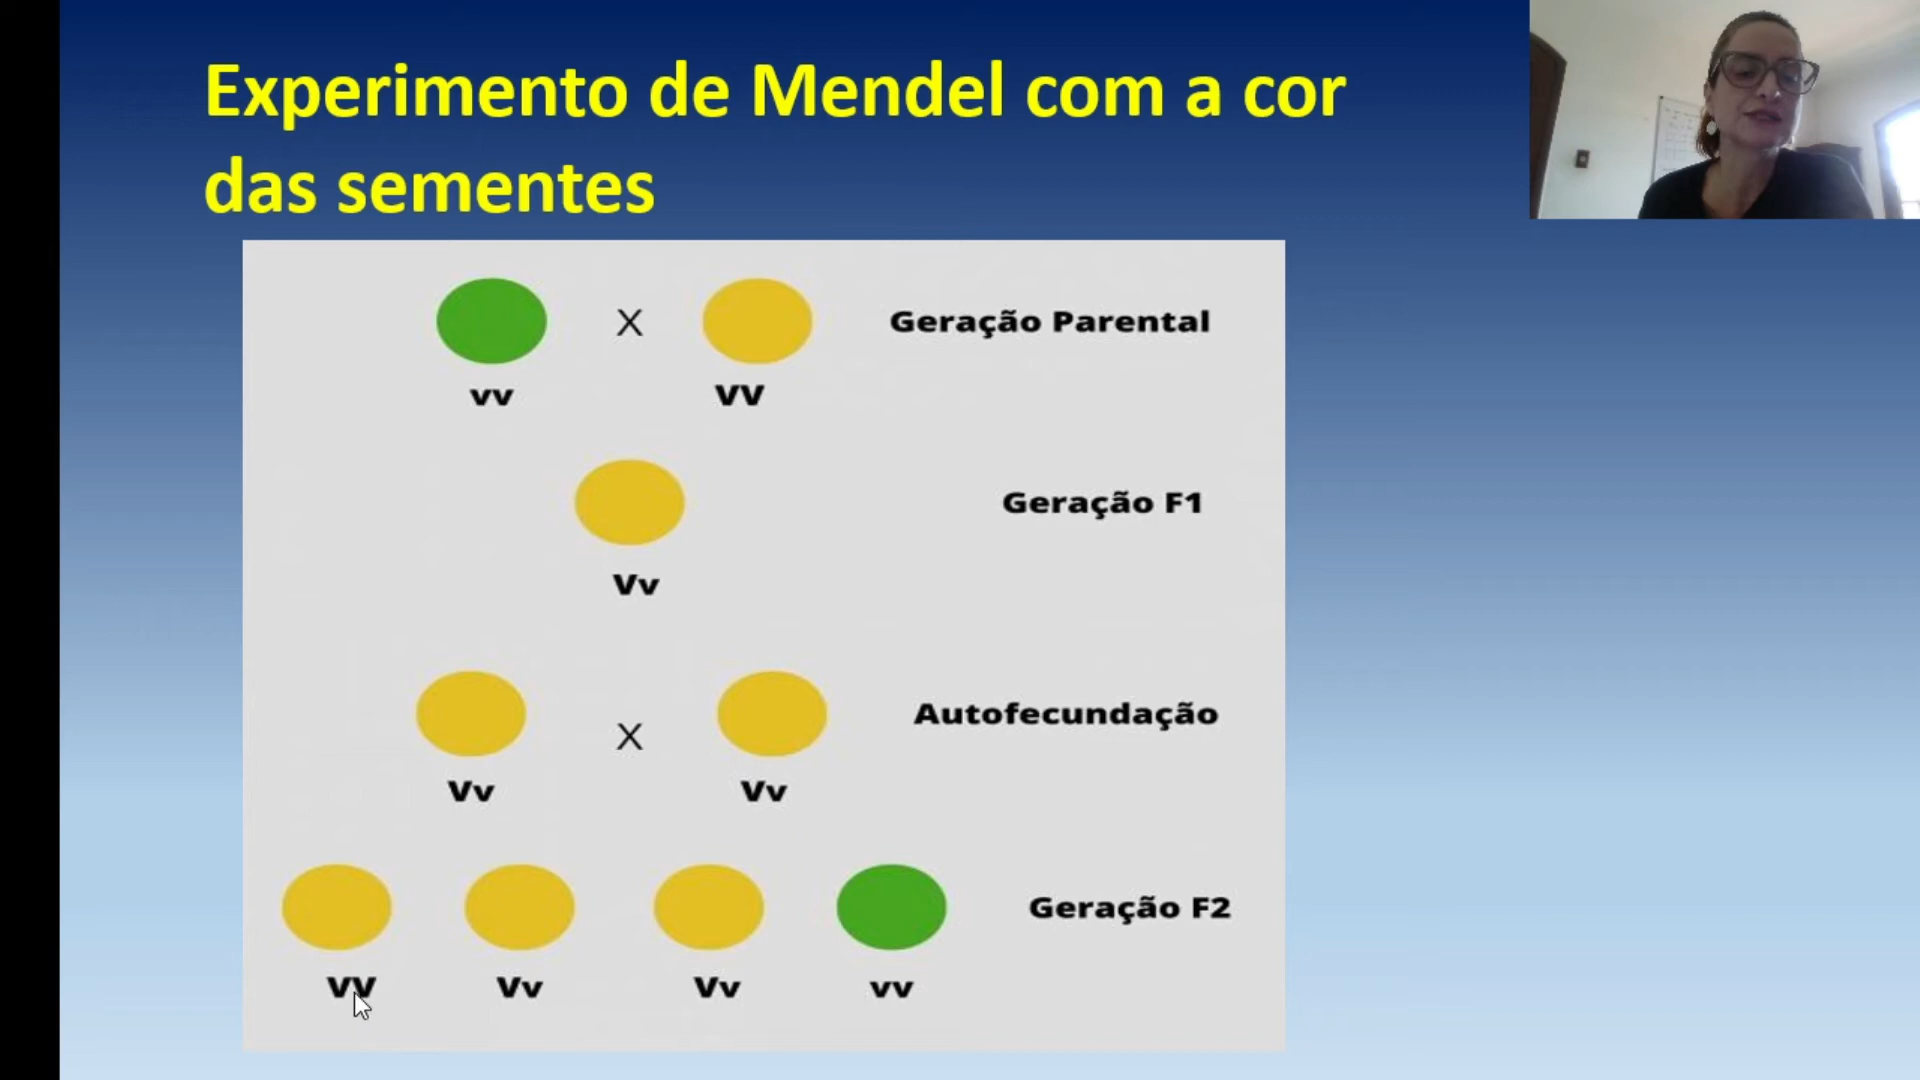 Experimento de Mendel com a cor
das sementes
X Geração Parental
vv VV
Geração F1
Vv
X Autofecundação
Vv Vv
Geração F2
VV Vv Vv vv